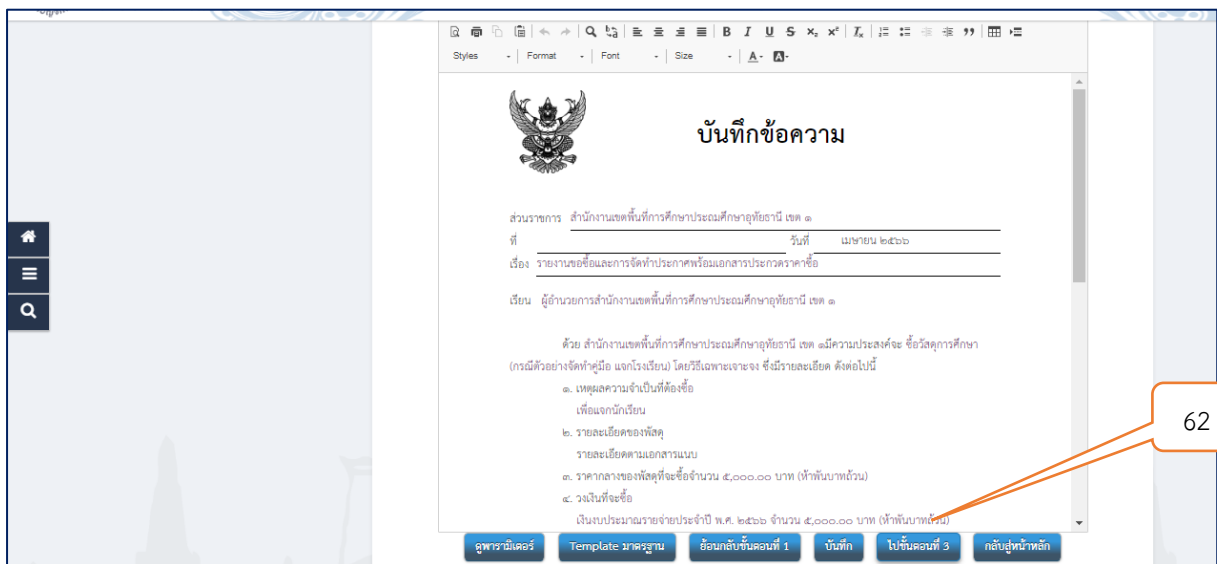 Styles Format Font Size A A
บันทึกข้อความ
ส่วนราชการ สำนักงานเขตพื้นที่การศึกษาประถมศึกษาอุทัยธานี เขต ๑
ที่ วันที่ เมษายน ๒๕๖๖
เรื่อง รายงานขอซื้อและการจัดทำประกาศพร้อมเอกสารประกวดราคาซื้อ
เรียน ผู้อำนวยการสำนักงานเขตพื้นที่การศึกษาประถมศึกษาอุทัยธานี เขต ๑
ด้วย สำนักงานเขตพื้นที่การศึกษาประถมศึกษาอุทัยธานี เขต ๑มีความประสงค์จะ ซื้อวัสดุการศึกษา
(กรณีตัวอย่างจัดทำคู่มือ แจกโรงเรียน) โดยวิธีเฉพาะเจาะจง ซึ่งมีรายละเอียด ดังต่อไปนี้
๑. เหตุผลความจำเป็นที่ต้องซื้อ
เพื่อแจกนักเรียน
๒. รายละเอียดของพัสดุ
รายละเอียดตามเอกสารแนบ
๓. ราคากลางของพัสดุที่จะซื้อจำนวน ๕,๐๐๐.๐๐ บาท (ห้าพันบาทถ้วน)
๔. วงเงินที่จะซื้อ
เงินงบประมาณรายจ่ายประจำปี พ.ศ. ๒๕๖๖ จำนวน ๕,๐๐๐.๐๐ บาท (ห้าพันบาทถ้วน)
62
ดูพารามิเตอร์ Template มาตรฐาน ย้อนกลับขั้นตอนที่ 1 บันทึก ไปขั้นตอนที่ 3 กลับสู่หน้าหลัก